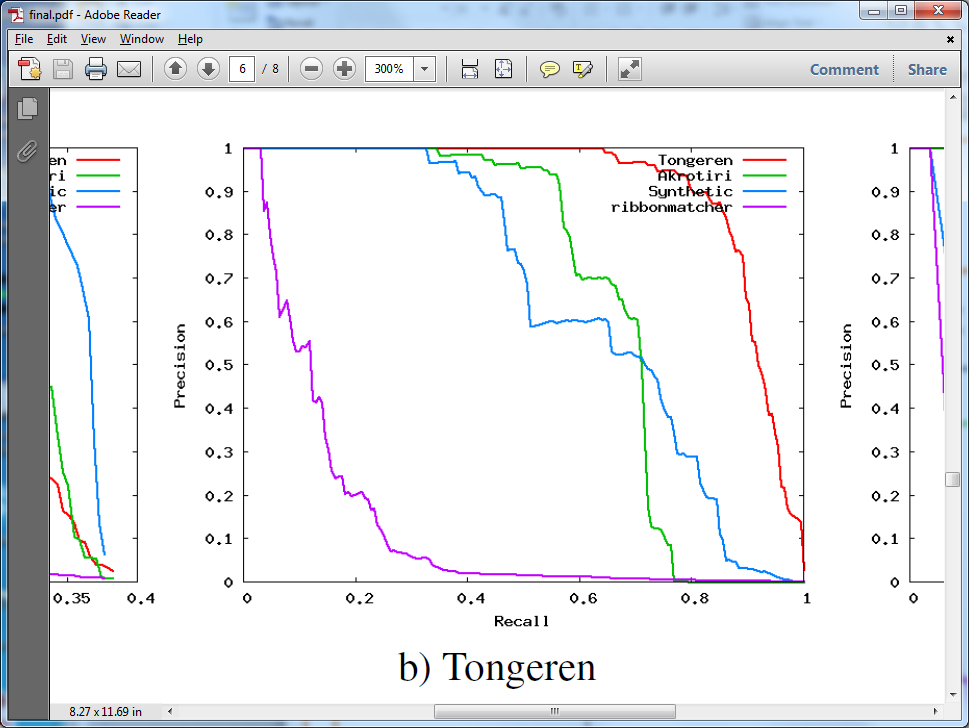 final.pdf - Adobe Reader
File Edit View Window Help
6 / 8 300% Comment Share
en
ri
ic
er
0.35 0.4
1
0.9
0.8
0.7
0.6
0.5
0.4
0.3
0.2
0.1
0
Precision
Tongeren
Akrotiri
Synthetic
ribbonmatcher
0 0.2 0.4 0.6 0.8 1
Recall
1
0.9
0.8
0.7
0.6
0.5
0.4
0.3
0.2
0.1
0
Precision
0
b) Tongeren
8.27 x 11.69 in